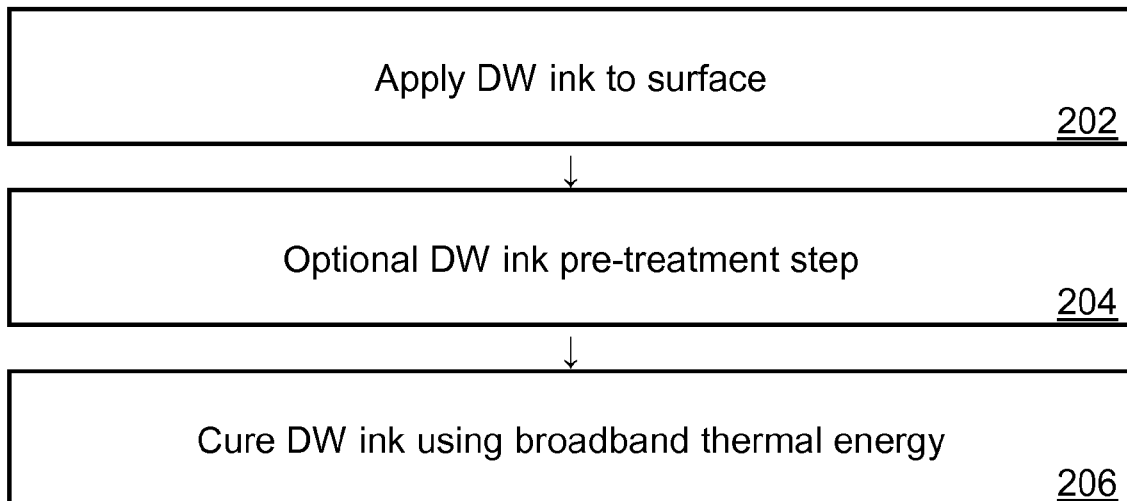 Apply DW ink to surface
202
↓
Optional DW ink pre-treatment step
204
↓
Cure DW ink using broadband thermal energy
206